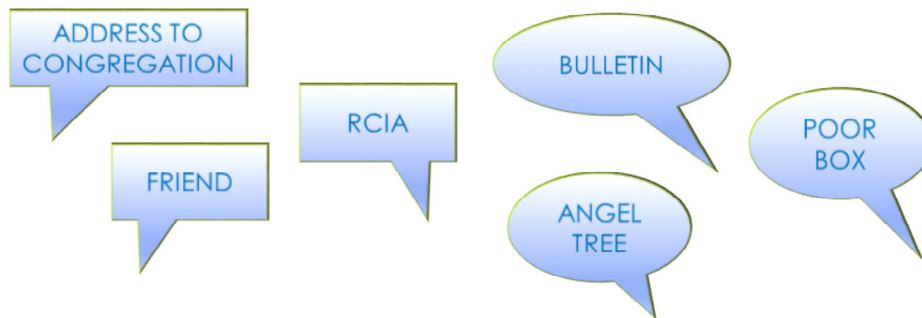 ADDRESS TO
CONGREGATION
FRIEND
RCIA
BULLETIN
ANGEL
TREE
POOR
BOX